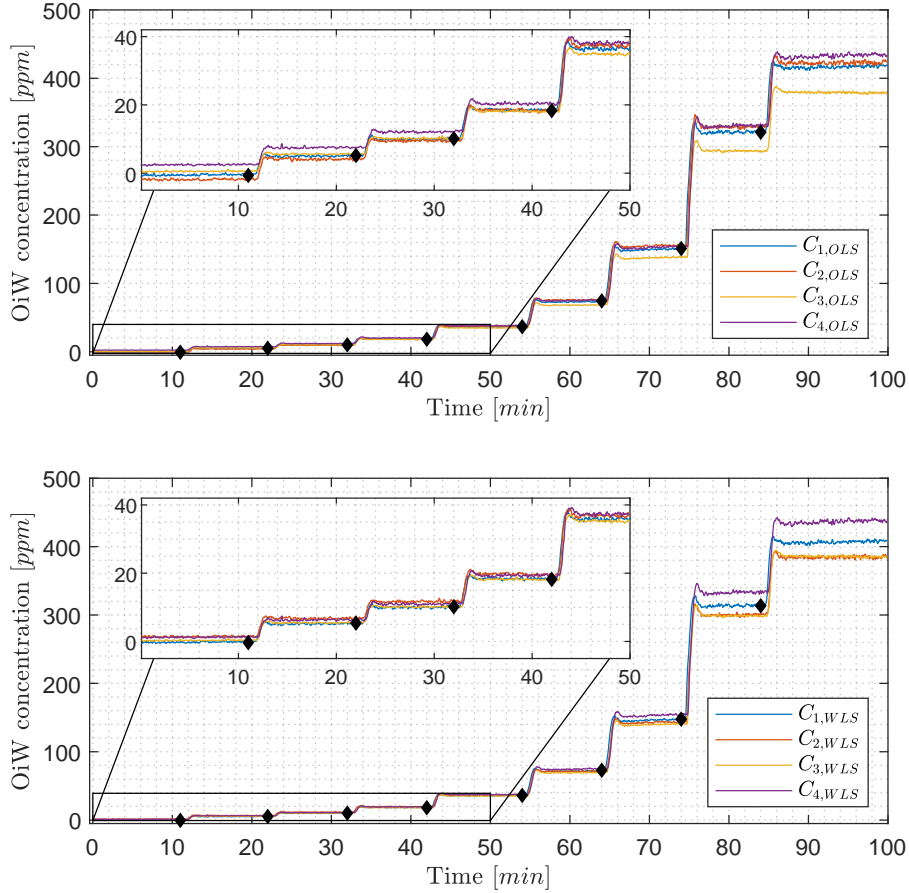 500
400
300
200
100
0
OiW concentration [ppm]
40
20
0
10 20 30 40 50
C1,OLS
C2,OLS
C3,OLS
C4,OLS
0 10 20 30 40 50 60 70 80 90 100
Time [min]
500
400
300
200
100
0
OiW concentration [ppm]
40
20
0
10 20 30 40 50
C1,WLS
C2,WLS
C3,WLS
C4,WLS
0 10 20 30 40 50 60 70 80 90 100
Time [min]